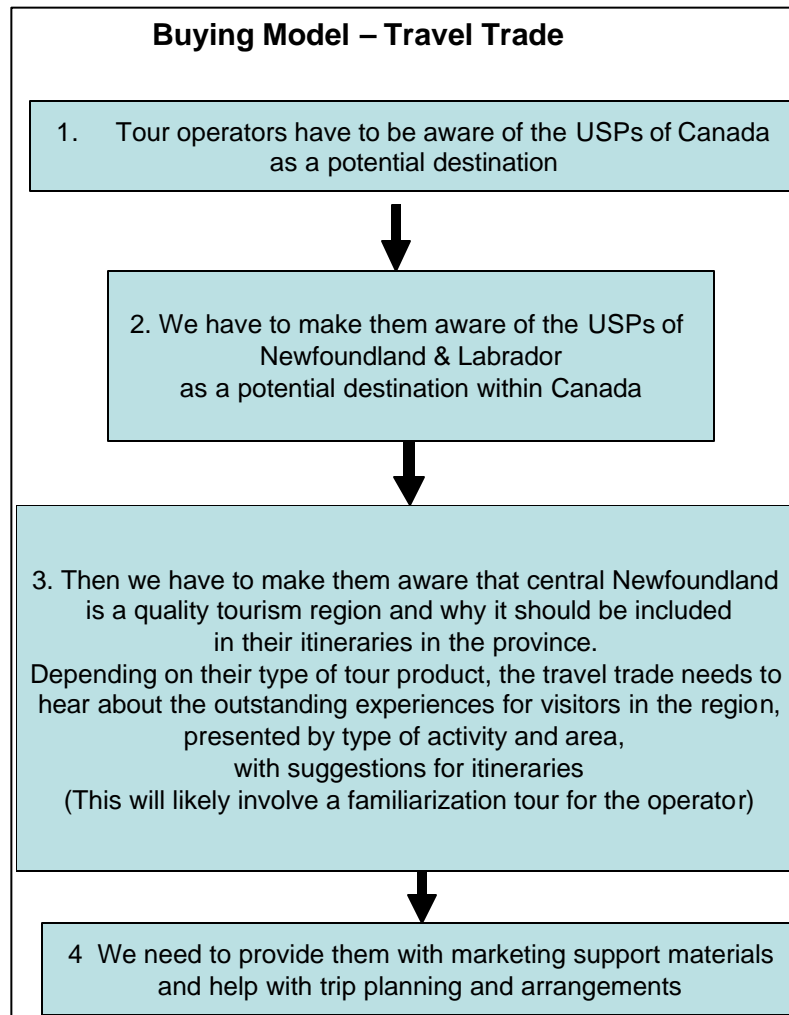 Buying Model – Travel Trade
1. Tour operators have to be aware of the USPs of Canada
as a potential destination
2. We have to make them aware of the USPs of
Newfoundland & Labrador
as a potential destination within Canada
3. Then we have to make them aware that central Newfoundland
is a quality tourism region and why it should be included
in their itineraries in the province.
Depending on their type of tour product, the travel trade needs to
hear about the outstanding experiences for visitors in the region,
presented by type of activity and area,
with suggestions for itineraries
(This will likely involve a familiarization tour for the operator)
4 We need to provide them with marketing support materials
and help with trip planning and arrangements